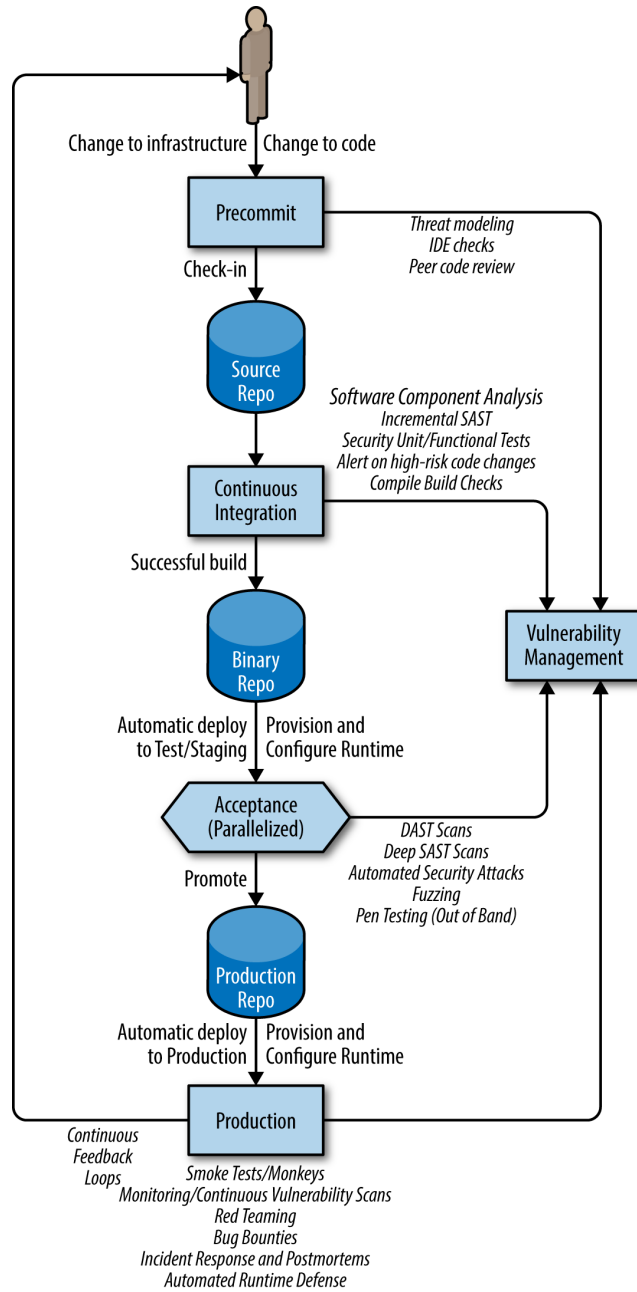 Change to infrastructure
Change to code
Precommit
Threat modeling
IDE checks
Peer code review
Check-in
Source
Repo
Software Component Analysis
Incremental SAST
Security Unit/Functional Tests
Alert on high-risk code changes
Compile Build Checks
Continuous
Integration
Successful build
Binary
Repo
Vulnerability
Management
Automatic deploy
to Test/Staging
Provision and
Configure Runtime
Acceptance
(Parallelized)
DAST Scans
Deep SAST Scans
Automated Security Attacks
Fuzzing
Pen Testing (Out of Band)
Promote
Production
Repo
Automatic deploy
to Production
Provision and
Configure Runtime
Production
Continuous
Feedback
Loops
Smoke Tests/Monkeys
Monitoring/Continuous Vulnerability Scans
Red Teaming
Bug Bounties
Incident Response and Postmortems
Automated Runtime Defense